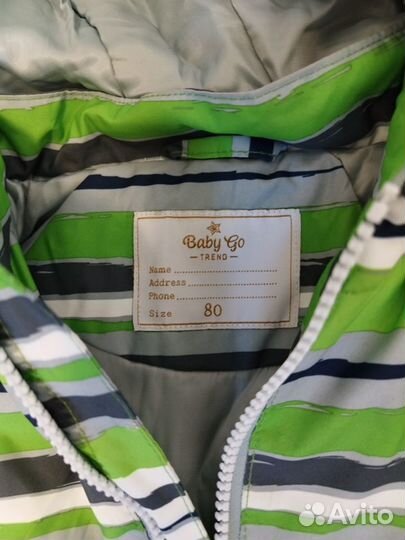 Baby Go
TREND
Name
Address
Phone
Size 80
Avito